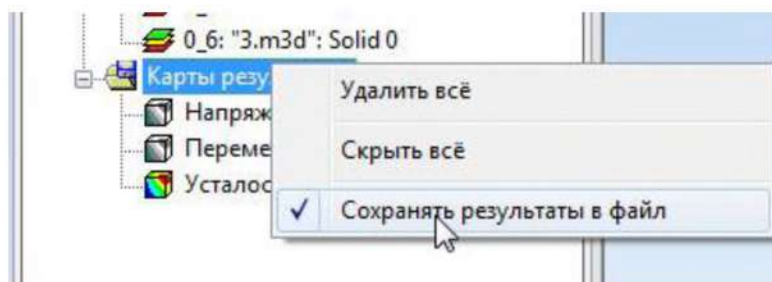 0_6: "3.m3d": Solid 0
Карты резу
Удалить всё
Напряж
Переме
Скрыть всё
Усталос
Сохранять результаты в файл